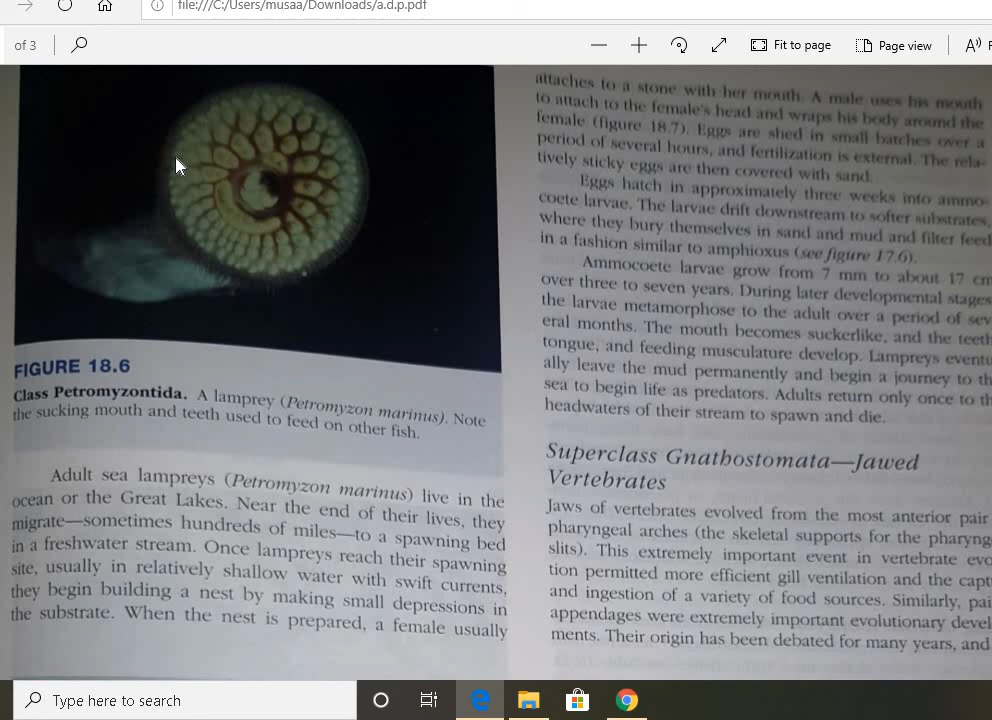 file:///C:/Users/musaa/Downloads/a.d.p.pdf
of 3
Fit to page
Page view
FIGURE 18.6
Class Petromyzontida. A lamprey (Petromyzon marinus). Note
the sucking mouth and teeth used to feed on other fish.
Adult sea lampreys (Petromyzon marinus) live in the
ocean or the Great Lakes. Near the end of their lives, they
migrate—sometimes hundreds of miles—to a spawning bed
in a freshwater stream. Once lampreys reach their spawning
site, usually in relatively shallow water with swift currents,
they begin building a nest by making small depressions in
the substrate. When the nest is prepared, a female usually
attaches to a stone with her mouth. A male uses his mouth
to attach to the female's head and wraps his body around the
female (figure 18.7). Eggs are shed in small batches over a
period of several hours, and fertilization is external. The rela-
tively sticky eggs are then covered with sand.
Eggs hatch in approximately three weeks into ammo-
coete larvae. The larvae drift downstream to softer substrates,
where they bury themselves in sand and mud and filter feed
in a fashion similar to amphioxus (see figure 17.6).
Ammocoete larvae grow from 7 mm to about 17 cm
over three to seven years. During later developmental stages
the larvae metamorphose to the adult over a period of sev
eral months. The mouth becomes suckerlike, and the teeth
tongue, and feeding musculature develop. Lampreys eventu
ally leave the mud permanently and begin a journey to th
sea to begin life as predators. Adults return only once to th
headwaters of their stream to spawn and die.
Superclass Gnathostomata—Jawed
Vertebrates
Jaws of vertebrates evolved from the most anterior pair
pharyngeal arches (the skeletal supports for the pharynge
slits). This extremely important event in vertebrate evo
tion permitted more efficient gill ventilation and the capt
and ingestion of a variety of food sources. Similarly, pai
appendages were extremely important evolutionary devel
ments. Their origin has been debated for many years, and
Type here to search